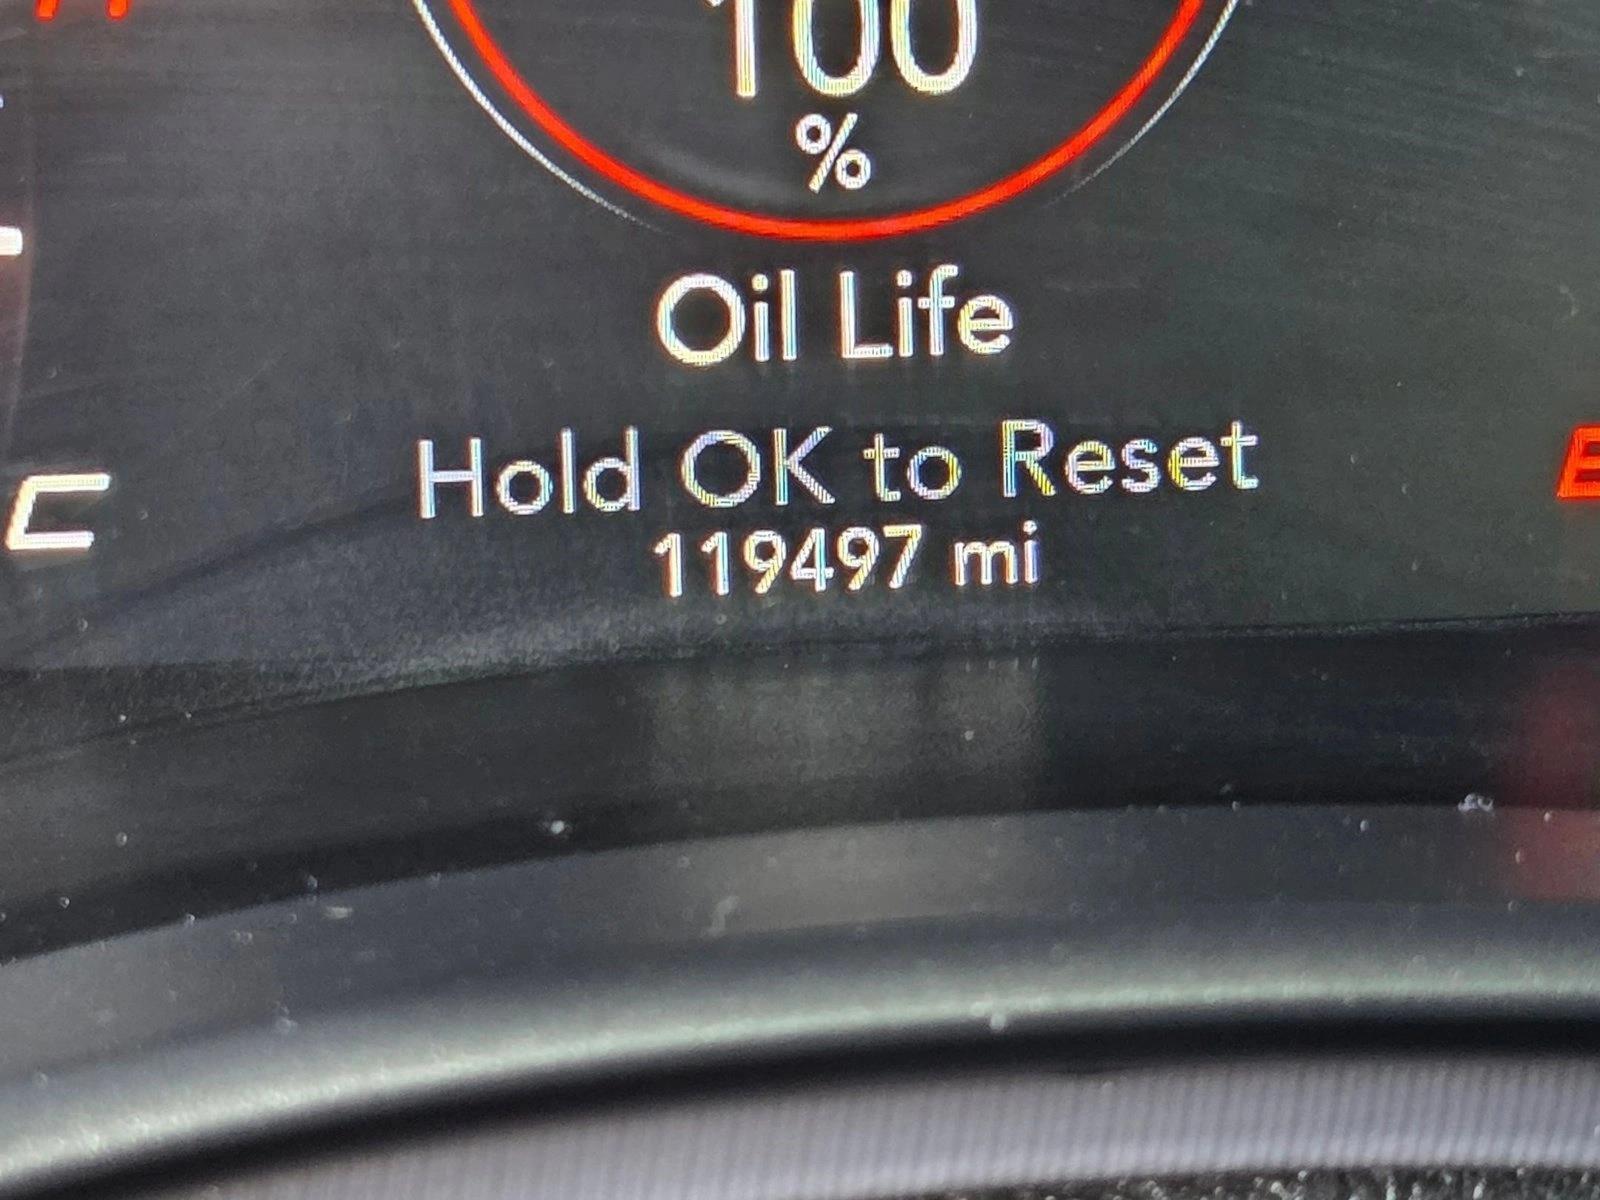 H
100
%
Oil Life
Hold OK to Reset
C
E
119497 mi